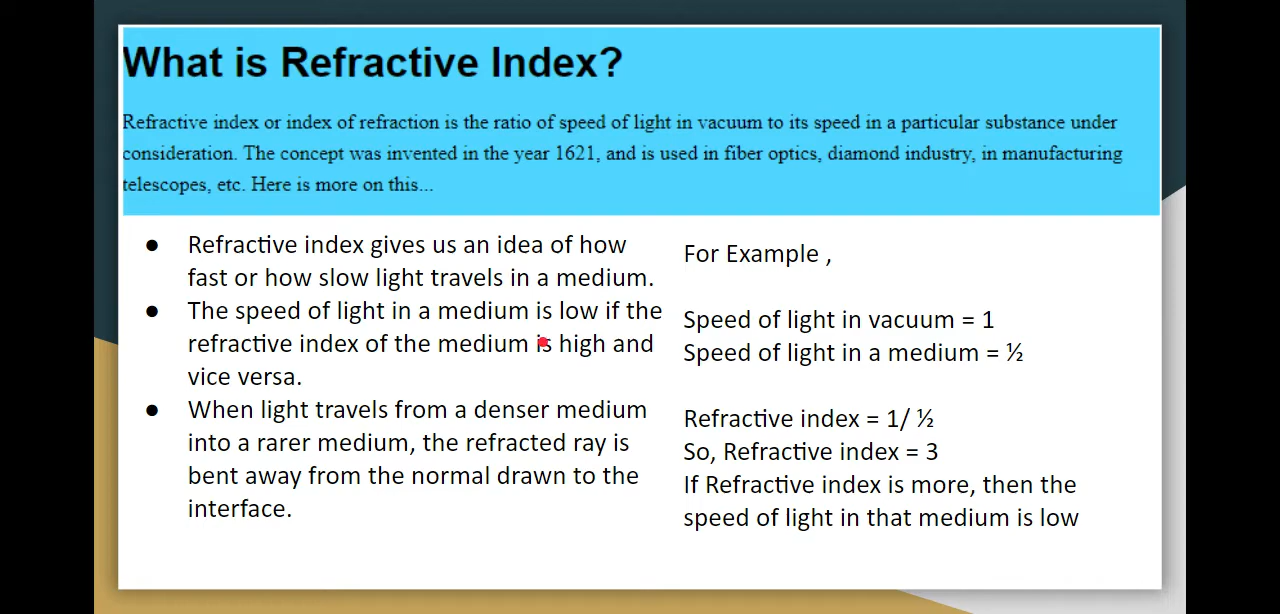 What is Refractive Index?
Refractive index or index of refraction is the ratio of speed of light in vacuum to its speed in a particular substance under
consideration. The concept was invented in the year 1621, and is used in fiber optics, diamond industry, in manufacturing
telescopes, etc. Here is more on this...
● Refractive index gives us an idea of how
fast or how slow light travels in a medium.
● The speed of light in a medium is low if the
refractive index of the medium is high and
vice versa.
● When light travels from a denser medium
into a rarer medium, the refracted ray is
bent away from the normal drawn to the
interface.
For Example ,
Speed of light in vacuum = 1
Speed of light in a medium = ½
Refractive index = 1/ ½
So, Refractive index = 3
If Refractive index is more, then the
speed of light in that medium is low